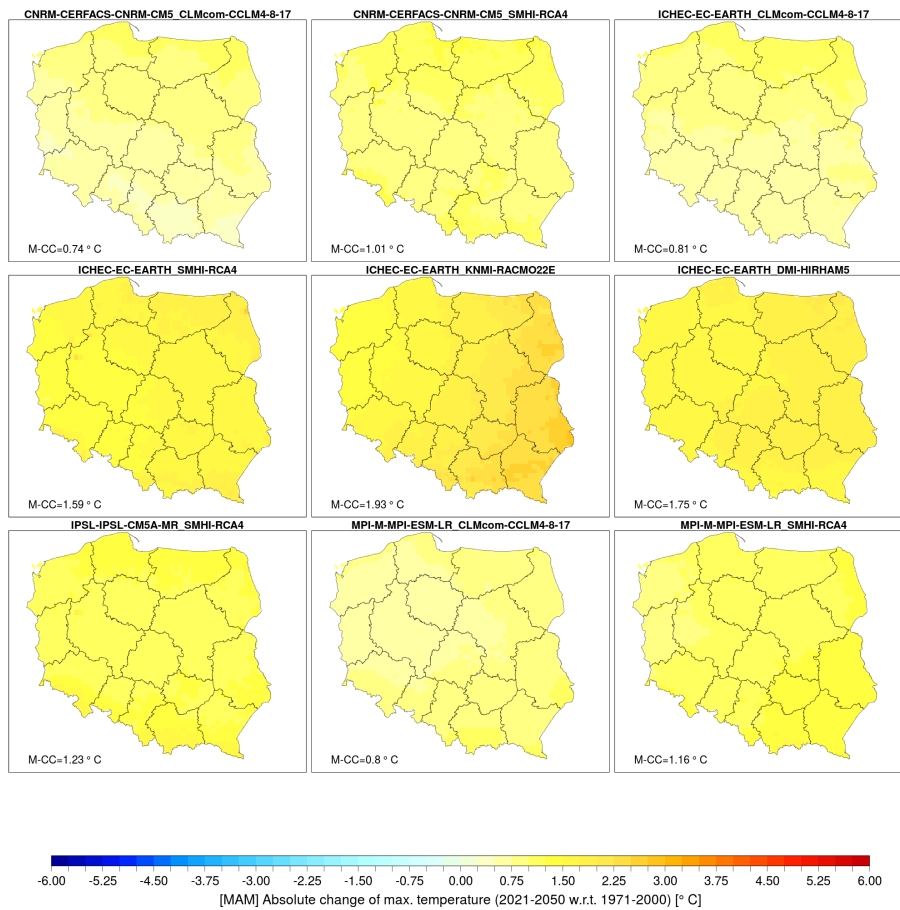 CNRM-CERFACS-CNRM-CM5_CLMcom-CCLM4-8-17
CNRM-CERFACS-CNRM-CM5_SMHI-RCA4
ICHEC-EC-EARTH_CLMcom-CCLM4-8-17
M-CC=0.74 ° C
M-CC=1.01 ° C
M-CC=0.81 ° C
ICHEC-EC-EARTH_SMHI-RCA4
ICHEC-EC-EARTH_KNMI-RACMO22E
ICHEC-EC-EARTH_DMI-HIRHAM5
M-CC=1.59 ° C
M-CC=1.93 ° C
M-CC=1.75 ° C
IPSL-IPSL-CM5A-MR_SMHI-RCA4
MPI-M-MPI-ESM-LR_CLMcom-CCLM4-8-17
MPI-M-MPI-ESM-LR_SMHI-RCA4
M-CC=1.23 ° C
M-CC=0.8 ° C
M-CC=1.16 ° C
-6.00 -5.25 -4.50 -3.75 -3.00 -2.25 -1.50 -0.75 0.00 0.75 1.50 2.25 3.00 3.75 4.50 5.25 6.00
[MAM] Absolute change of max. temperature (2021-2050 w.r.t. 1971-2000) [° C]